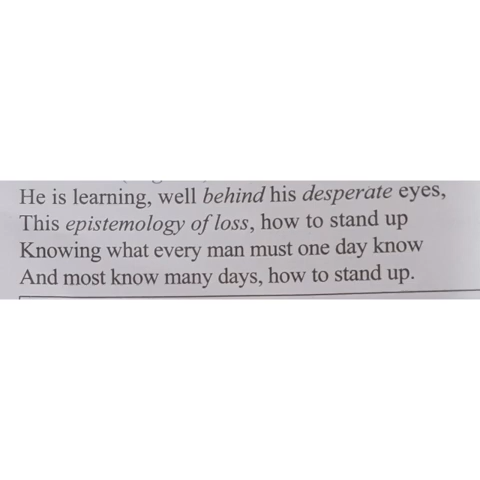 He is learning, well behind his desperate eyes,
This epistemology of loss, how to stand up
Knowing what every man must one day know
And most know many days, how to stand up.